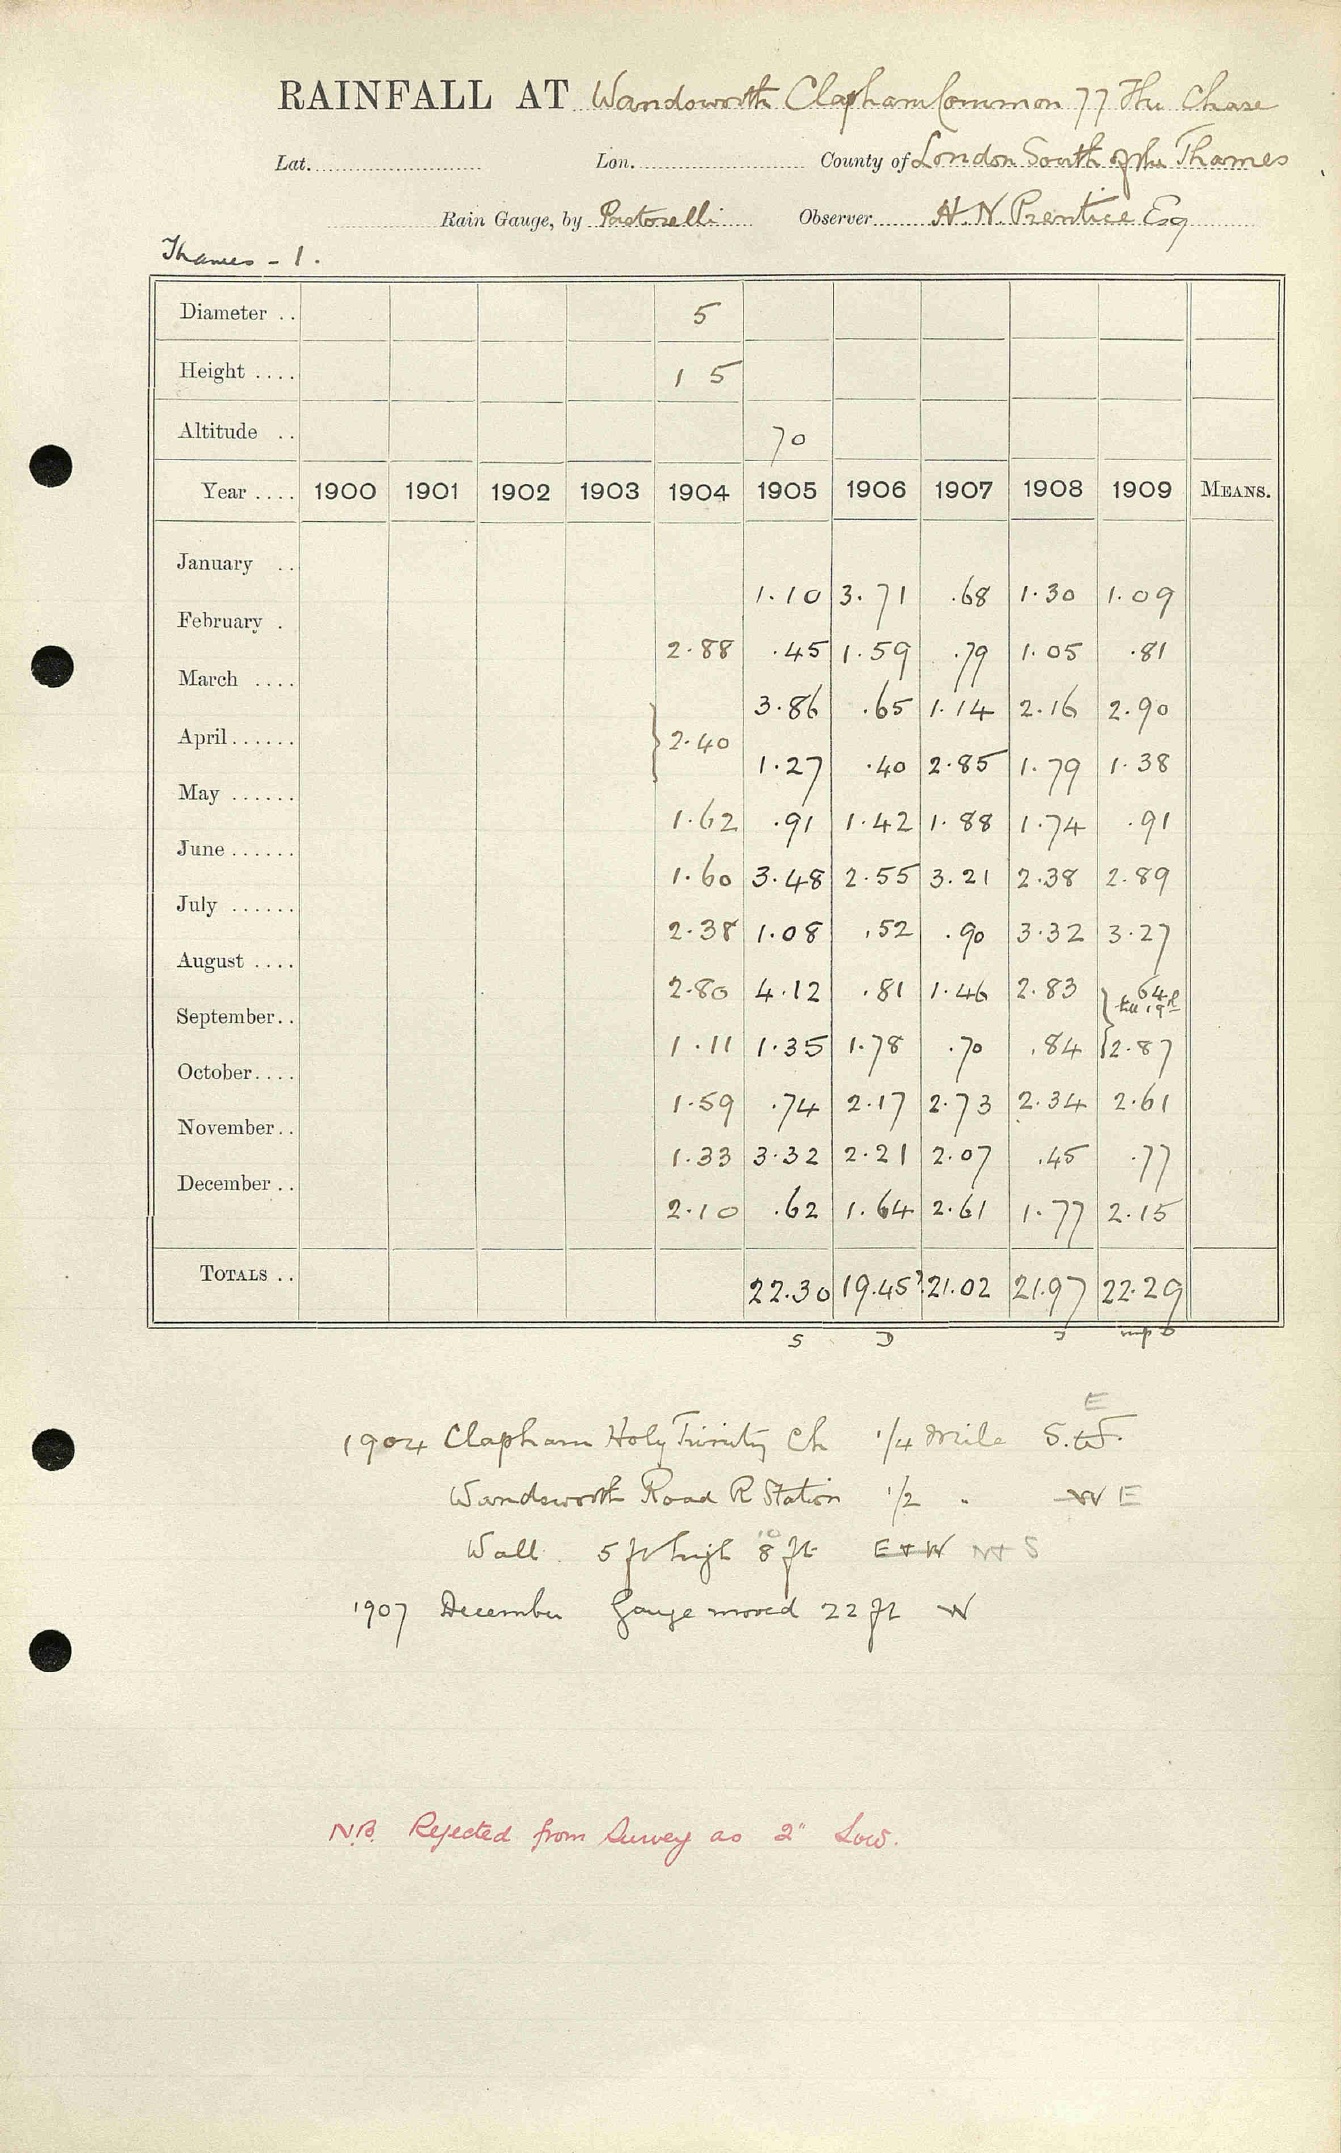 RAINFALL AT Wandsworth Clapham Common 77 The Chase
Lat. Lon. County of London South of the Thames
Rain Gauge, by Pastorelli Observer H. N. Prentice Esq
Thames - 1.
Diameter .. 5
Height .... 1 5
Altitude .. 70
Year .... 1900 1901 1902 1903 1904 1905 1906 1907 1908 1909 MEANS.
January .. 1.10 3.71 .68 1.30 1.09
February . 2.88 .45 1.59 .79 1.05 .81
March .... 3.86 .65 1.14 2.16 2.90
April...... } 2.40 1.27 .40 2.85 1.79 1.38
May ...... 1.62 .91 1.42 1.88 1.74 .91
June ...... 1.60 3.48 2.55 3.21 2.38 2.89
July ...... 2.38 1.08 .52 .90 3.32 3.27
August .... 2.80 4.12 .81 1.46 2.83 } .64 till 19th
September.. 1.11 1.35 1.78 .70 .84 { 2.87
October.... 1.59 .74 2.17 2.73 2.34 2.61
November.. 1.33 3.32 2.21 2.07 .45 .77
December .. 2.10 .62 1.64 2.61 1.77 2.15
TOTALS .. 22.30 19.45? 21.02 21.97 22.29
S D
E
1904 Clapham Holy Trinity Ch 1/4 Mile S.W.
Wandsworth Road R Station 1/2 " W E
10
Wall 5 ft high 8 ft E & W N & S
1907 December Gauge moved 22 ft W
N.B. Rejected from Survey as 2" Low.